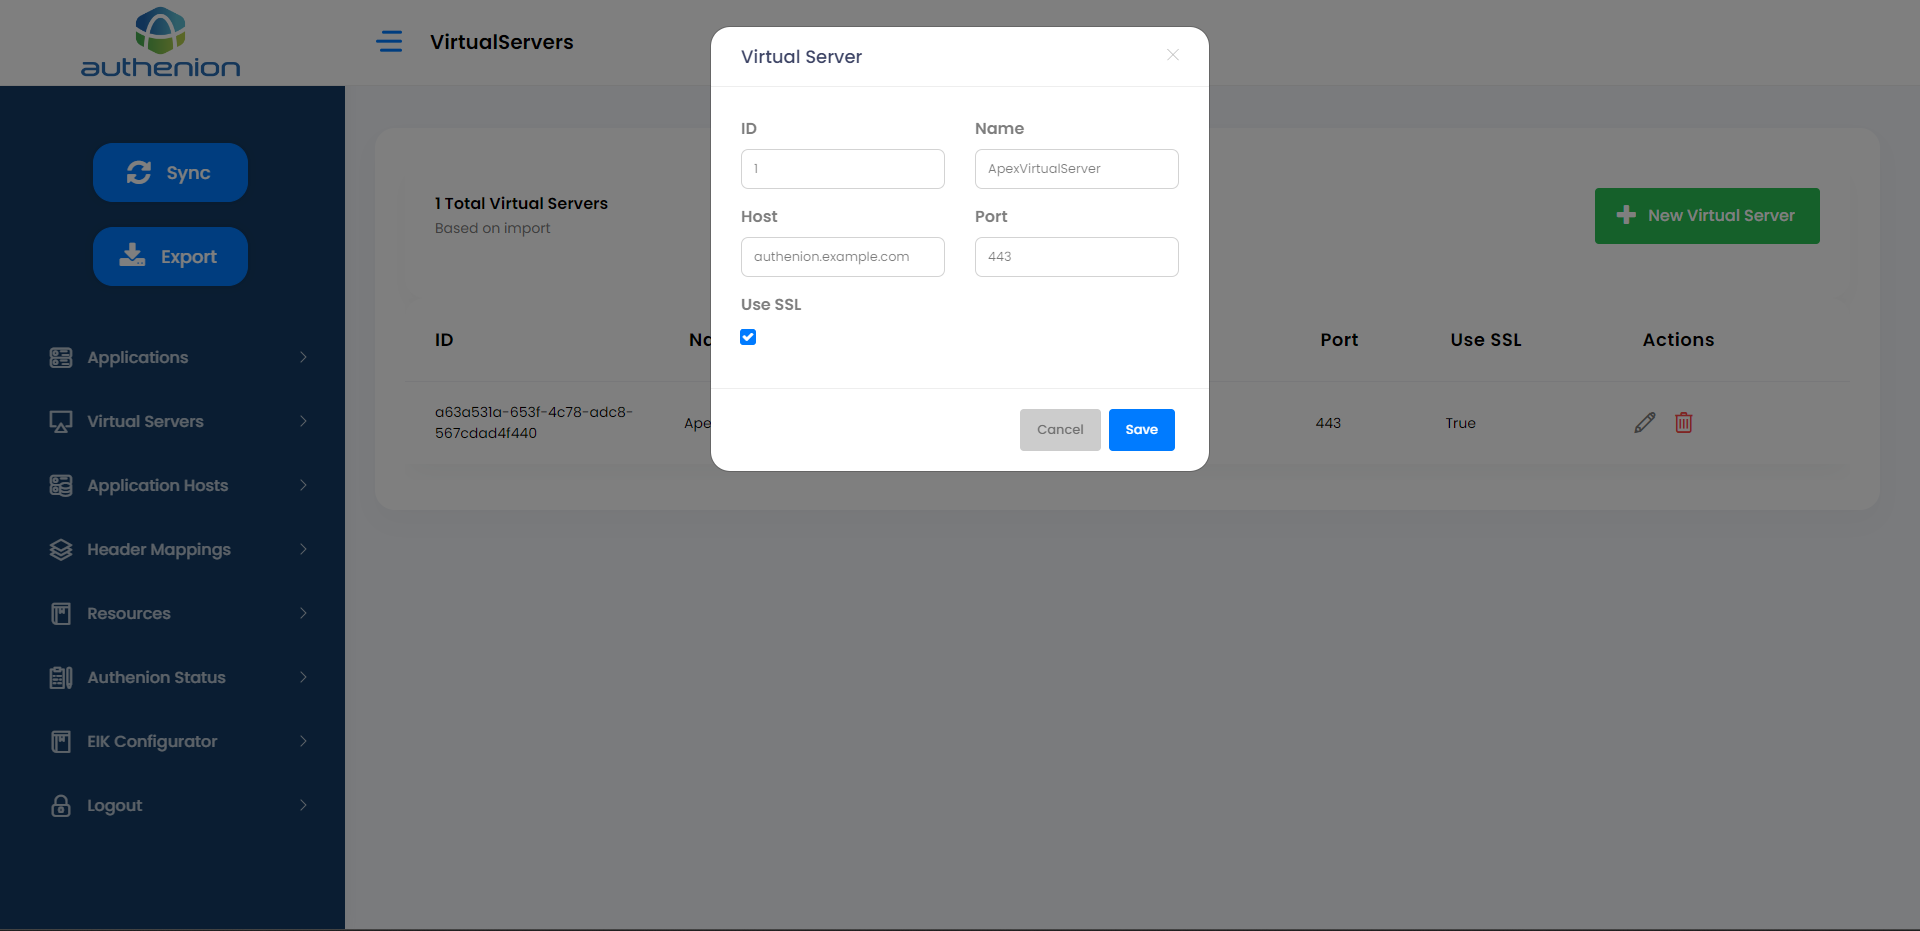 authenion
VirtualServers
Sync
Export
Applications
Virtual Servers
Application Hosts
Header Mappings
Resources
Authenion Status
EIK Configurator
Logout
1 Total Virtual Servers
Based on import
New Virtual Server
ID
Na
Port
Use SSL
Actions
a63a531a-653f-4c78-adc8-
567cdad4f440
Ape
443
True
Virtual Server
ID
Name
1
ApexVirtualServer
Host
Port
authenion.example.com
443
Use SSL
Cancel
Save